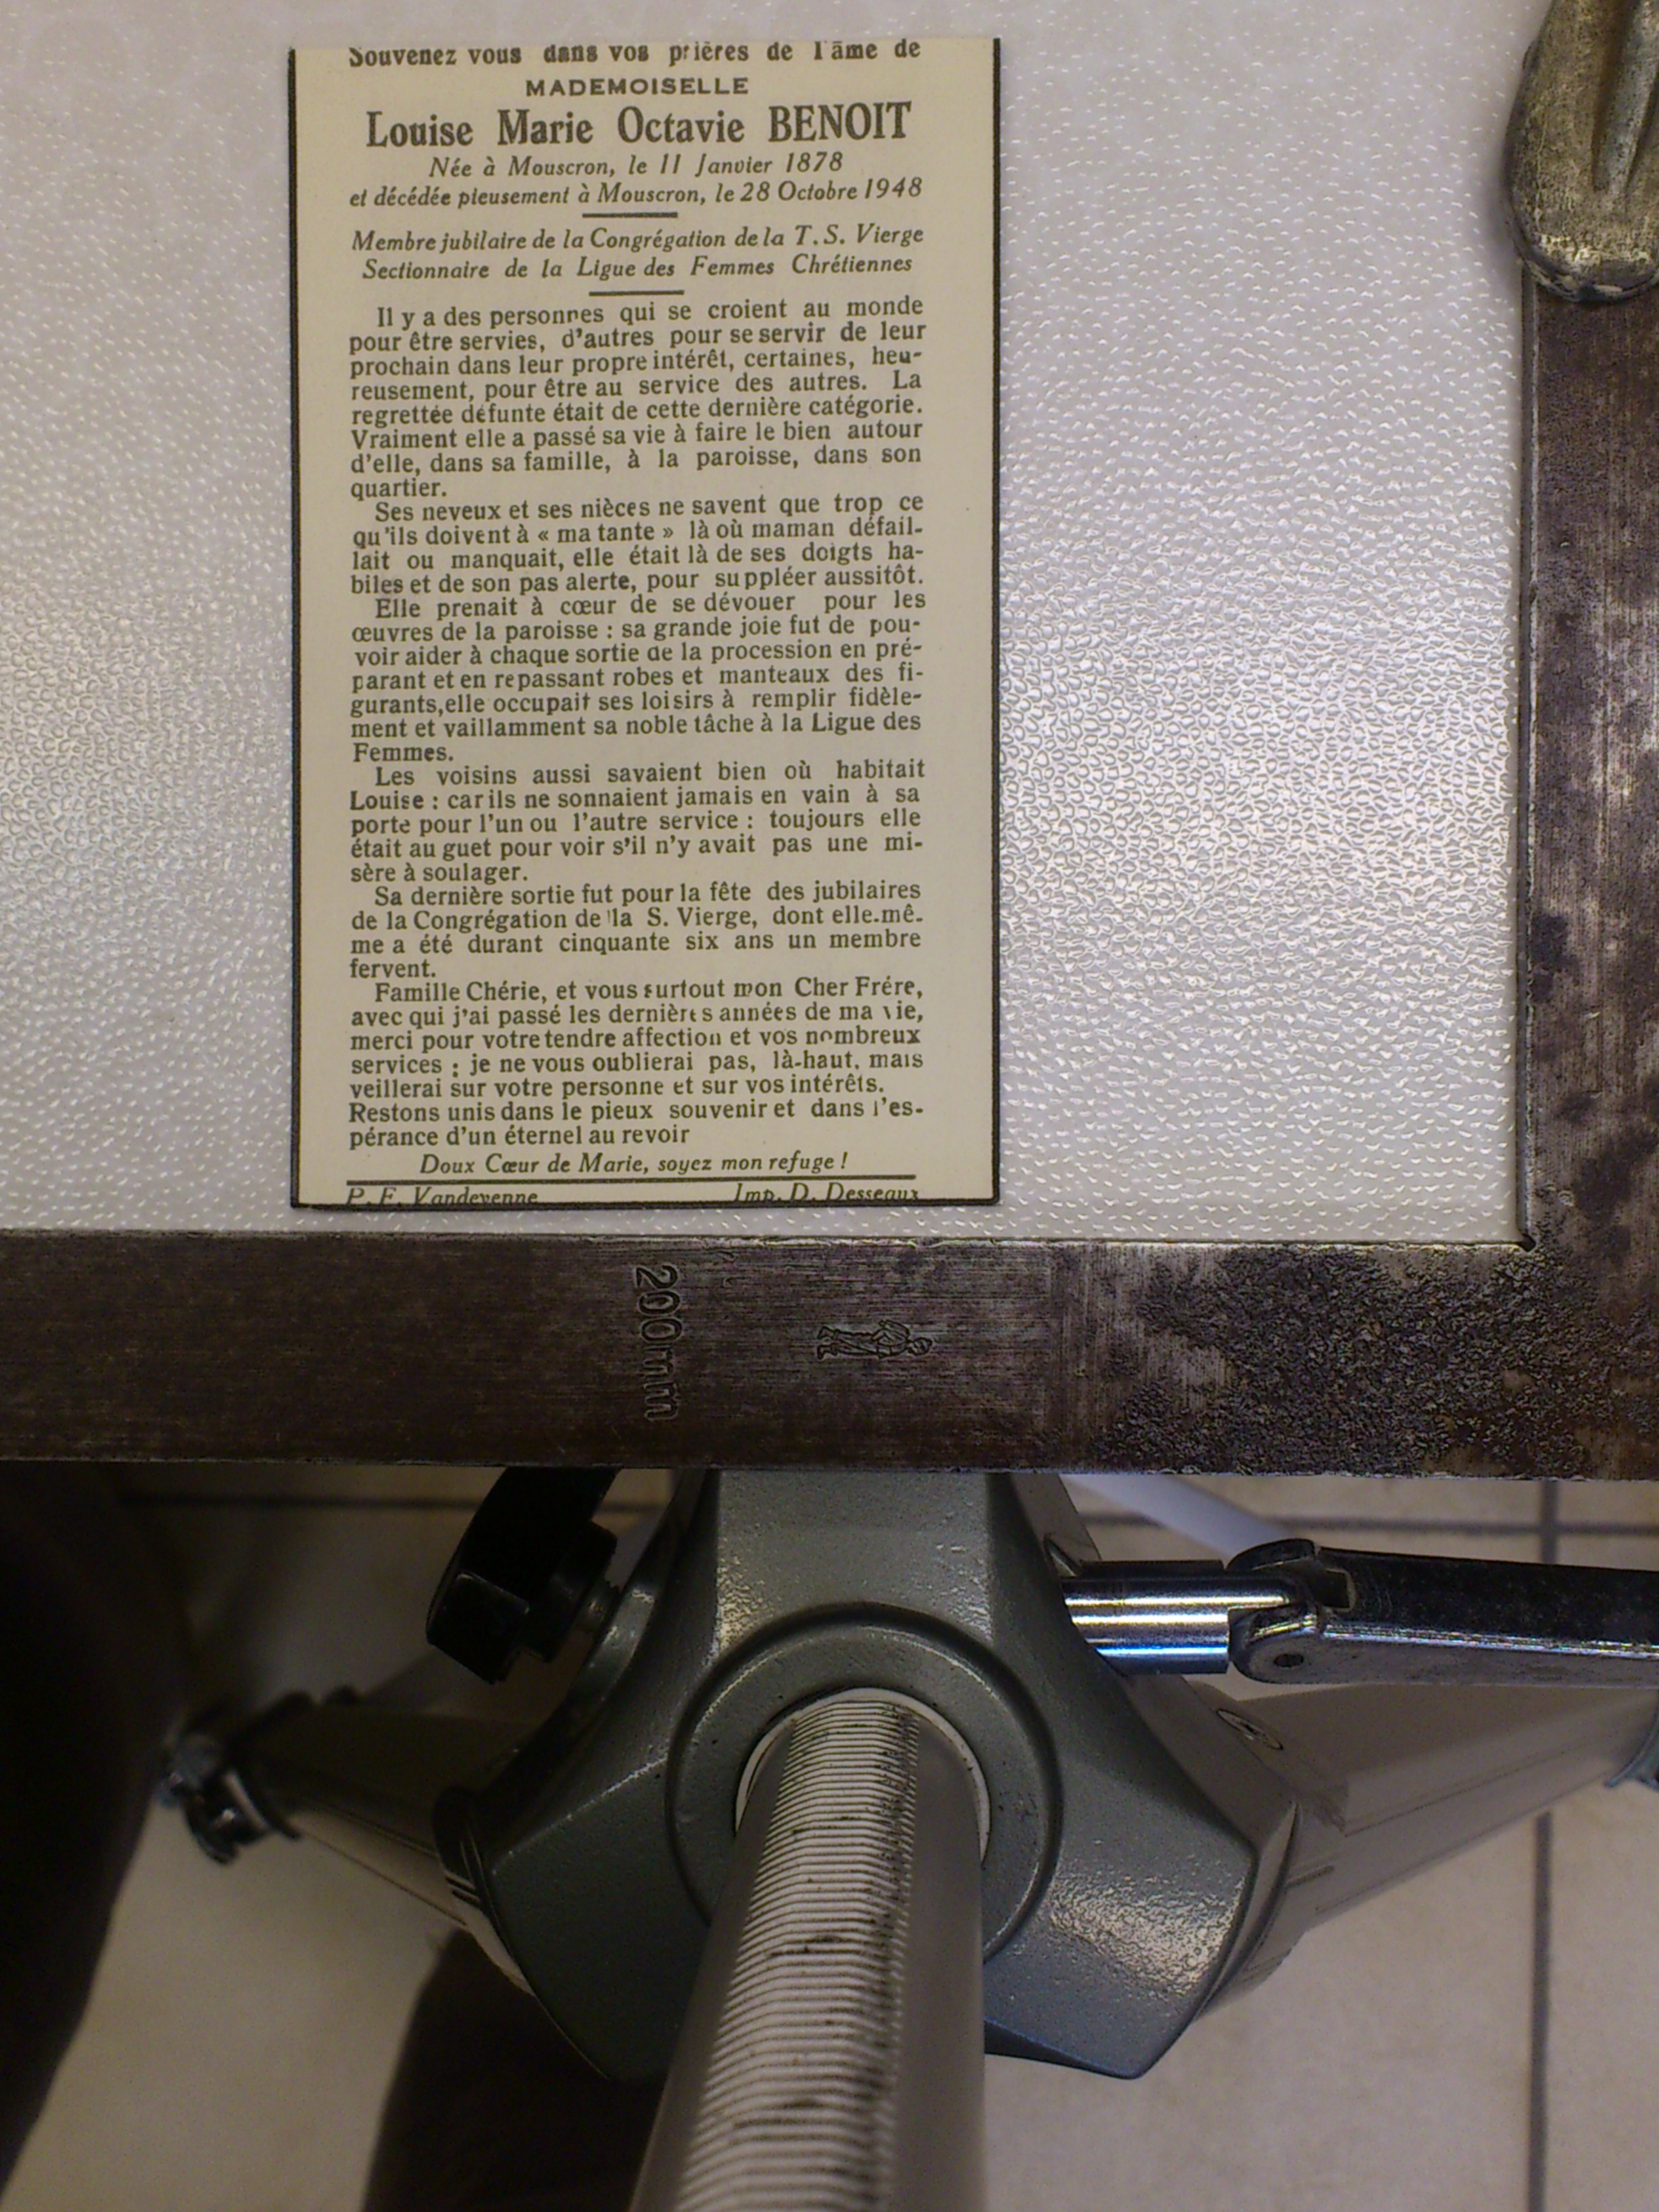 Souvenez vous dans vos prières de l'âme de
MADEMOISELLE
Louise Marie Octavie BENOIT
Née à Mouscron, le 11 Janvier 1878
et décédée pieusement à Mouscron, le 28 Octobre 1948
Membre jubilaire de la Congrégation de la T. S. Vierge
Sectionnaire de la Ligue des Femmes Chrétiennes
Il y a des personnes qui se croient au monde
pour être servies, d'autres pour se servir de leur
prochain dans leur propre intérêt, certaines, heu-
reusement, pour être au service des autres. La
regrettée défunte était de cette dernière catégorie.
Vraiment elle a passé sa vie à faire le bien autour
d'elle, dans sa famille, à la paroisse, dans son
quartier.
Ses neveux et ses nièces ne savent que trop ce
qu'ils doivent à « ma tante » là où maman défail-
lait ou manquait, elle était là de ses doigts ha-
biles et de son pas alerte, pour suppléer aussitôt.
Elle prenait à cœur de se dévouer pour les
œuvres de la paroisse : sa grande joie fut de pou-
voir aider à chaque sortie de la procession en pré-
parant et en repassant robes et manteaux des fi-
gurants,elle occupait ses loisirs à remplir fidèle-
ment et vaillamment sa noble tâche à la Ligue des
Femmes.
Les voisins aussi savaient bien où habitait
Louise : car ils ne sonnaient jamais en vain à sa
porte pour l'un ou l'autre service : toujours elle
était au guet pour voir s'il n'y avait pas une mi-
sère à soulager.
Sa dernière sortie fut pour la fête des jubilaires
de la Congrégation de la S. Vierge, dont elle-mê-
me a été durant cinquante six ans un membre
fervent.
Famille Chérie, et vous surtout mon Cher Frére,
avec qui j'ai passé les dernières années de ma vie,
merci pour votre tendre affection et vos nombreux
services ; je ne vous oublierai pas, là-haut, mais
veillerai sur votre personne et sur vos intérêts.
Restons unis dans le pieux souvenir et dans l'es-
pérance d'un éternel au revoir
Doux Cœur de Marie, soyez mon refuge !
P. F. Vandevenne Imp. D. Desseaux
200mm